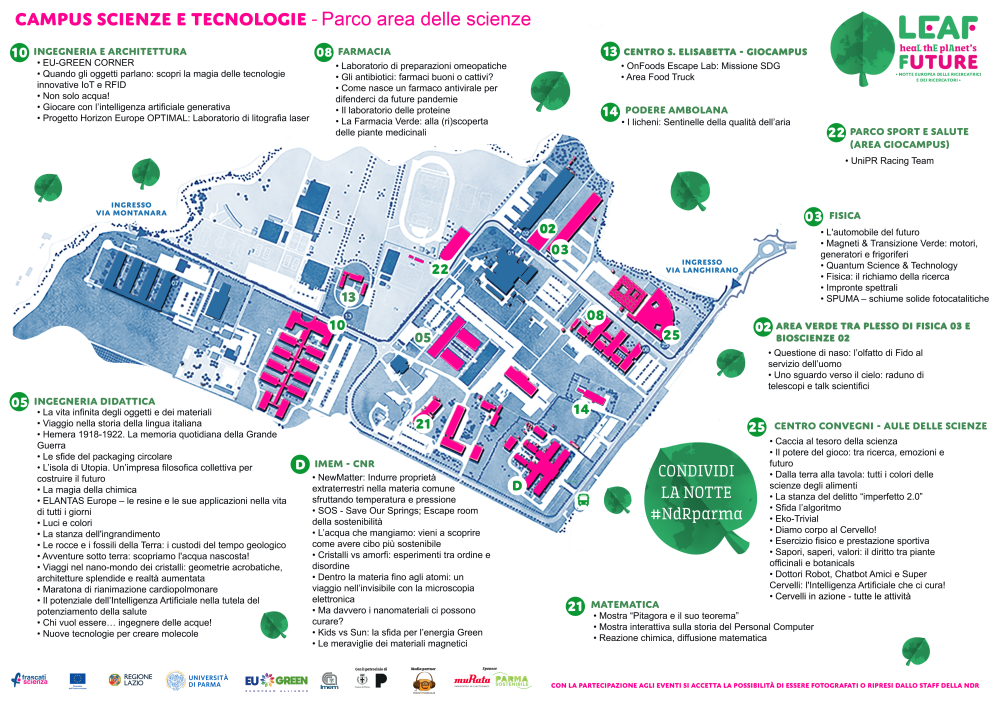 CAMPUS SCIENZE E TECNOLOGIE - Parco area delle scienze
10 INGEGNERIA E ARCHITETTURA
• EU-GREEN CORNER
• Quando gli oggetti parlano: scopri la magia delle tecnologie
innovative IoT e RFID
• Non solo acqua!
• Giocare con l'intelligenza artificiale generativa
• Progetto Horizon Europe OPTIMAL: Laboratorio di litografia laser
08 FARMACIA
• Laboratorio di preparazioni omeopatiche
• Gli antibiotici: farmaci buoni o cattivi?
• Come nasce un farmaco antivirale per
difenderci da future pandemie
• Il laboratorio delle proteine
• La Farmacia Verde: alla (ri)scoperta
delle piante medicinali
13 CENTRO S. ELISABETTA - GIOCAMPUS
• OnFoods Escape Lab: Missione SDG
• Area Food Truck
14 PODERE AMBOLANA
• I licheni: Sentinelle della qualità dell'aria
LEAF
heaL thE plAnet's
FUTURE
• NOTTE EUROPEA DELLE RICERCATRICI
E DEI RICERCATORI •
22 PARCO SPORT E SALUTE
(AREA GIOCAMPUS)
• UniPR Racing Team
03 FISICA
• L'automobile del futuro
• Magneti & Transizione Verde: motori,
generatori e frigoriferi
• Quantum Science & Technology
• Fisica: il richiamo della ricerca
• Impronte spettrali
• SPUMA – schiume solide fotocatalitiche
02 AREA VERDE TRA PLESSO DI FISICA 03 E
BIOSCIENZE 02
• Questione di naso: l'olfatto di Fido al
servizio dell'uomo
• Uno sguardo verso il cielo: raduno di
telescopi e talk scientifici
25 CENTRO CONVEGNI - AULE DELLE SCIENZE
• Caccia al tesoro della scienza
• Il potere del gioco: tra ricerca, emozioni e
futuro
• Dalla terra alla tavola: tutti i colori delle
scienze degli alimenti
• La stanza del delitto "imperfetto 2.0"
• Sfida l'algoritmo
• Eko-Trivial
• Diamo corpo al Cervello!
• Esercizio fisico e prestazione sportiva
• Sapori, saperi, valori: il diritto tra piante
officinali e botanicals
• Dottori Robot, Chatbot Amici e Super
Cervelli: l'Intelligenza Artificiale che ci cura!
• Cervelli in azione - tutte le attività
INGRESSO
VIA MONTANARA
INGRESSO
VIA LANGHIRANO
02
03
22
13
10
05
08
25
21
14
D
05 INGEGNERIA DIDATTICA
• La vita infinita degli oggetti e dei materiali
• Viaggio nella storia della lingua italiana
• Hemera 1918-1922. La memoria quotidiana della Grande
Guerra
• Le sfide del packaging circolare
• L'isola di Utopia. Un'impresa filosofica collettiva per
costruire il futuro
• La magia della chimica
• ELANTAS Europe – le resine e le sue applicazioni nella vita
di tutti i giorni
• Luci e colori
• La stanza dell'ingrandimento
• Le rocce e i fossili della Terra: i custodi del tempo geologico
• Avventure sotto terra: scopriamo l'acqua nascosta!
• Viaggi nel nano-mondo dei cristalli: geometrie acrobatiche,
architetture splendide e realtà aumentata
• Maratona di rianimazione cardiopolmonare
• Il potenziale dell'Intelligenza Artificiale nella tutela del
potenziamento della salute
• Chi vuol essere… ingegnere delle acque!
• Nuove tecnologie per creare molecole
D IMEM - CNR
• NewMatter: Indurre proprietà
extraterrestri nella materia comune
sfruttando temperatura e pressione
• SOS - Save Our Springs; Escape room
della sostenibilità
• L'acqua che mangiamo: vieni a scoprire
come avere cibo più sostenibile
• Cristalli vs amorfi: esperimenti tra ordine e
disordine
• Dentro la materia fino agli atomi: un
viaggio nell'invisibile con la microscopia
elettronica
• Ma davvero i nanomateriali ci possono
curare?
• Kids vs Sun: la sfida per l'energia Green
• Le meraviglie dei materiali magnetici
CONDIVIDI
LA NOTTE
#NdRparma
21 MATEMATICA
• Mostra "Pitagora e il suo teorema"
• Mostra interattiva sulla storia del Personal Computer
• Reazione chimica, diffusione matematica
frascati
scienza
REGIONE
LAZIO
UNIVERSITÀ
DI PARMA
EU GREEN
EUROPEAN ALLIANCE
imem
Con il patrocinio di
P
Media partner
Sponsor
muRata
PARMA
SOSTENIBILE
CON LA PARTECIPAZIONE AGLI EVENTI SI ACCETTA LA POSSIBILITÀ DI ESSERE FOTOGRAFATI O RIPRESI DALLO STAFF DELLA NDR